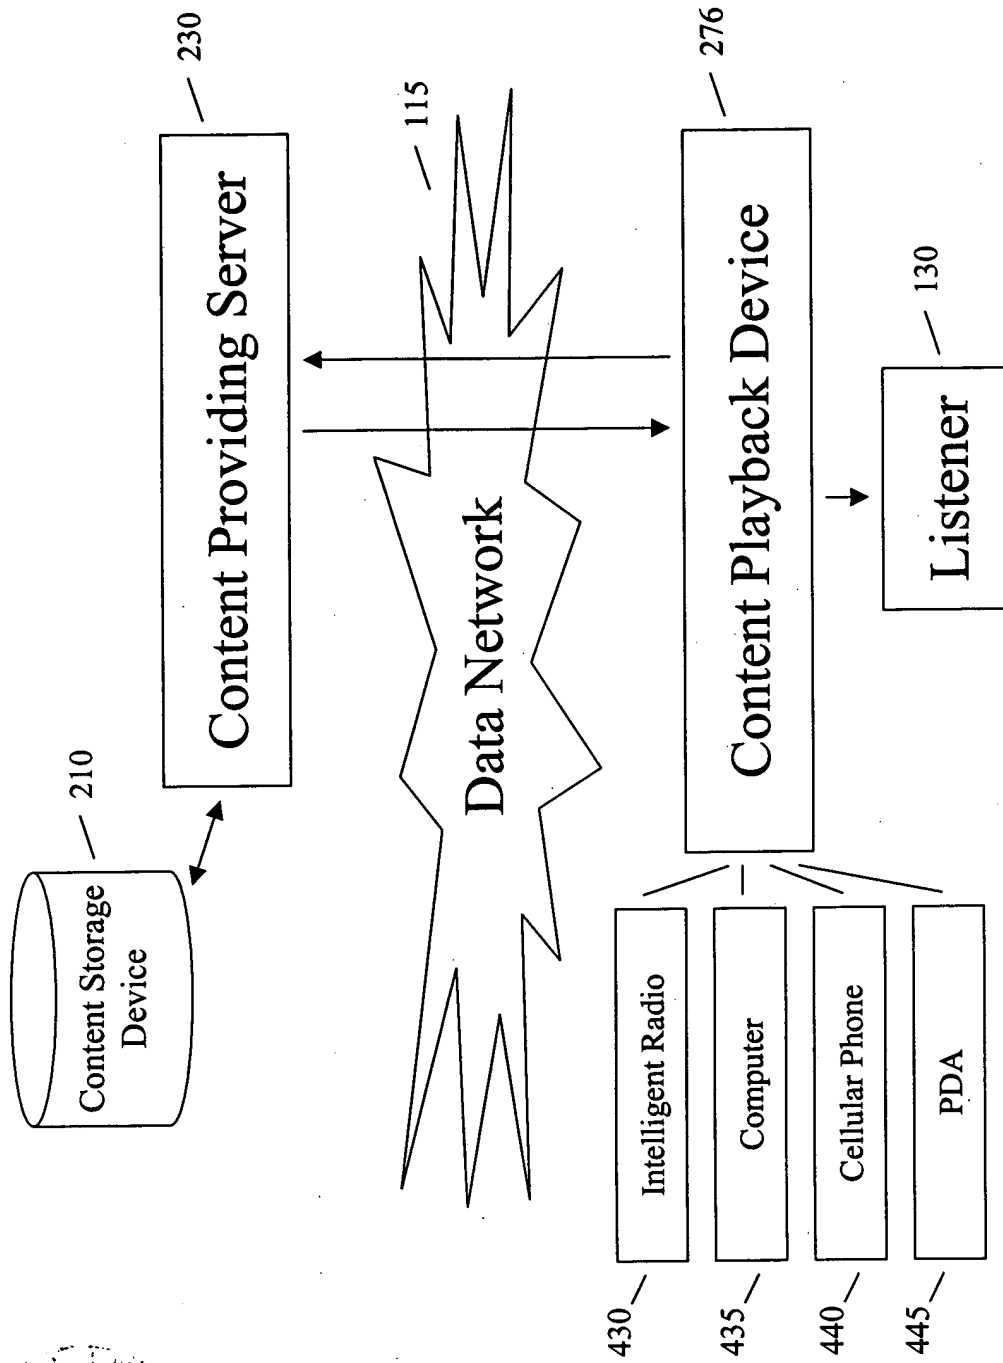 210
Content Storage
Device
230
Content Providing Server
115
Data Network
276
Content Playback Device
430
Intelligent Radio
435
Computer
440
Cellular Phone
445
PDA
130
Listener